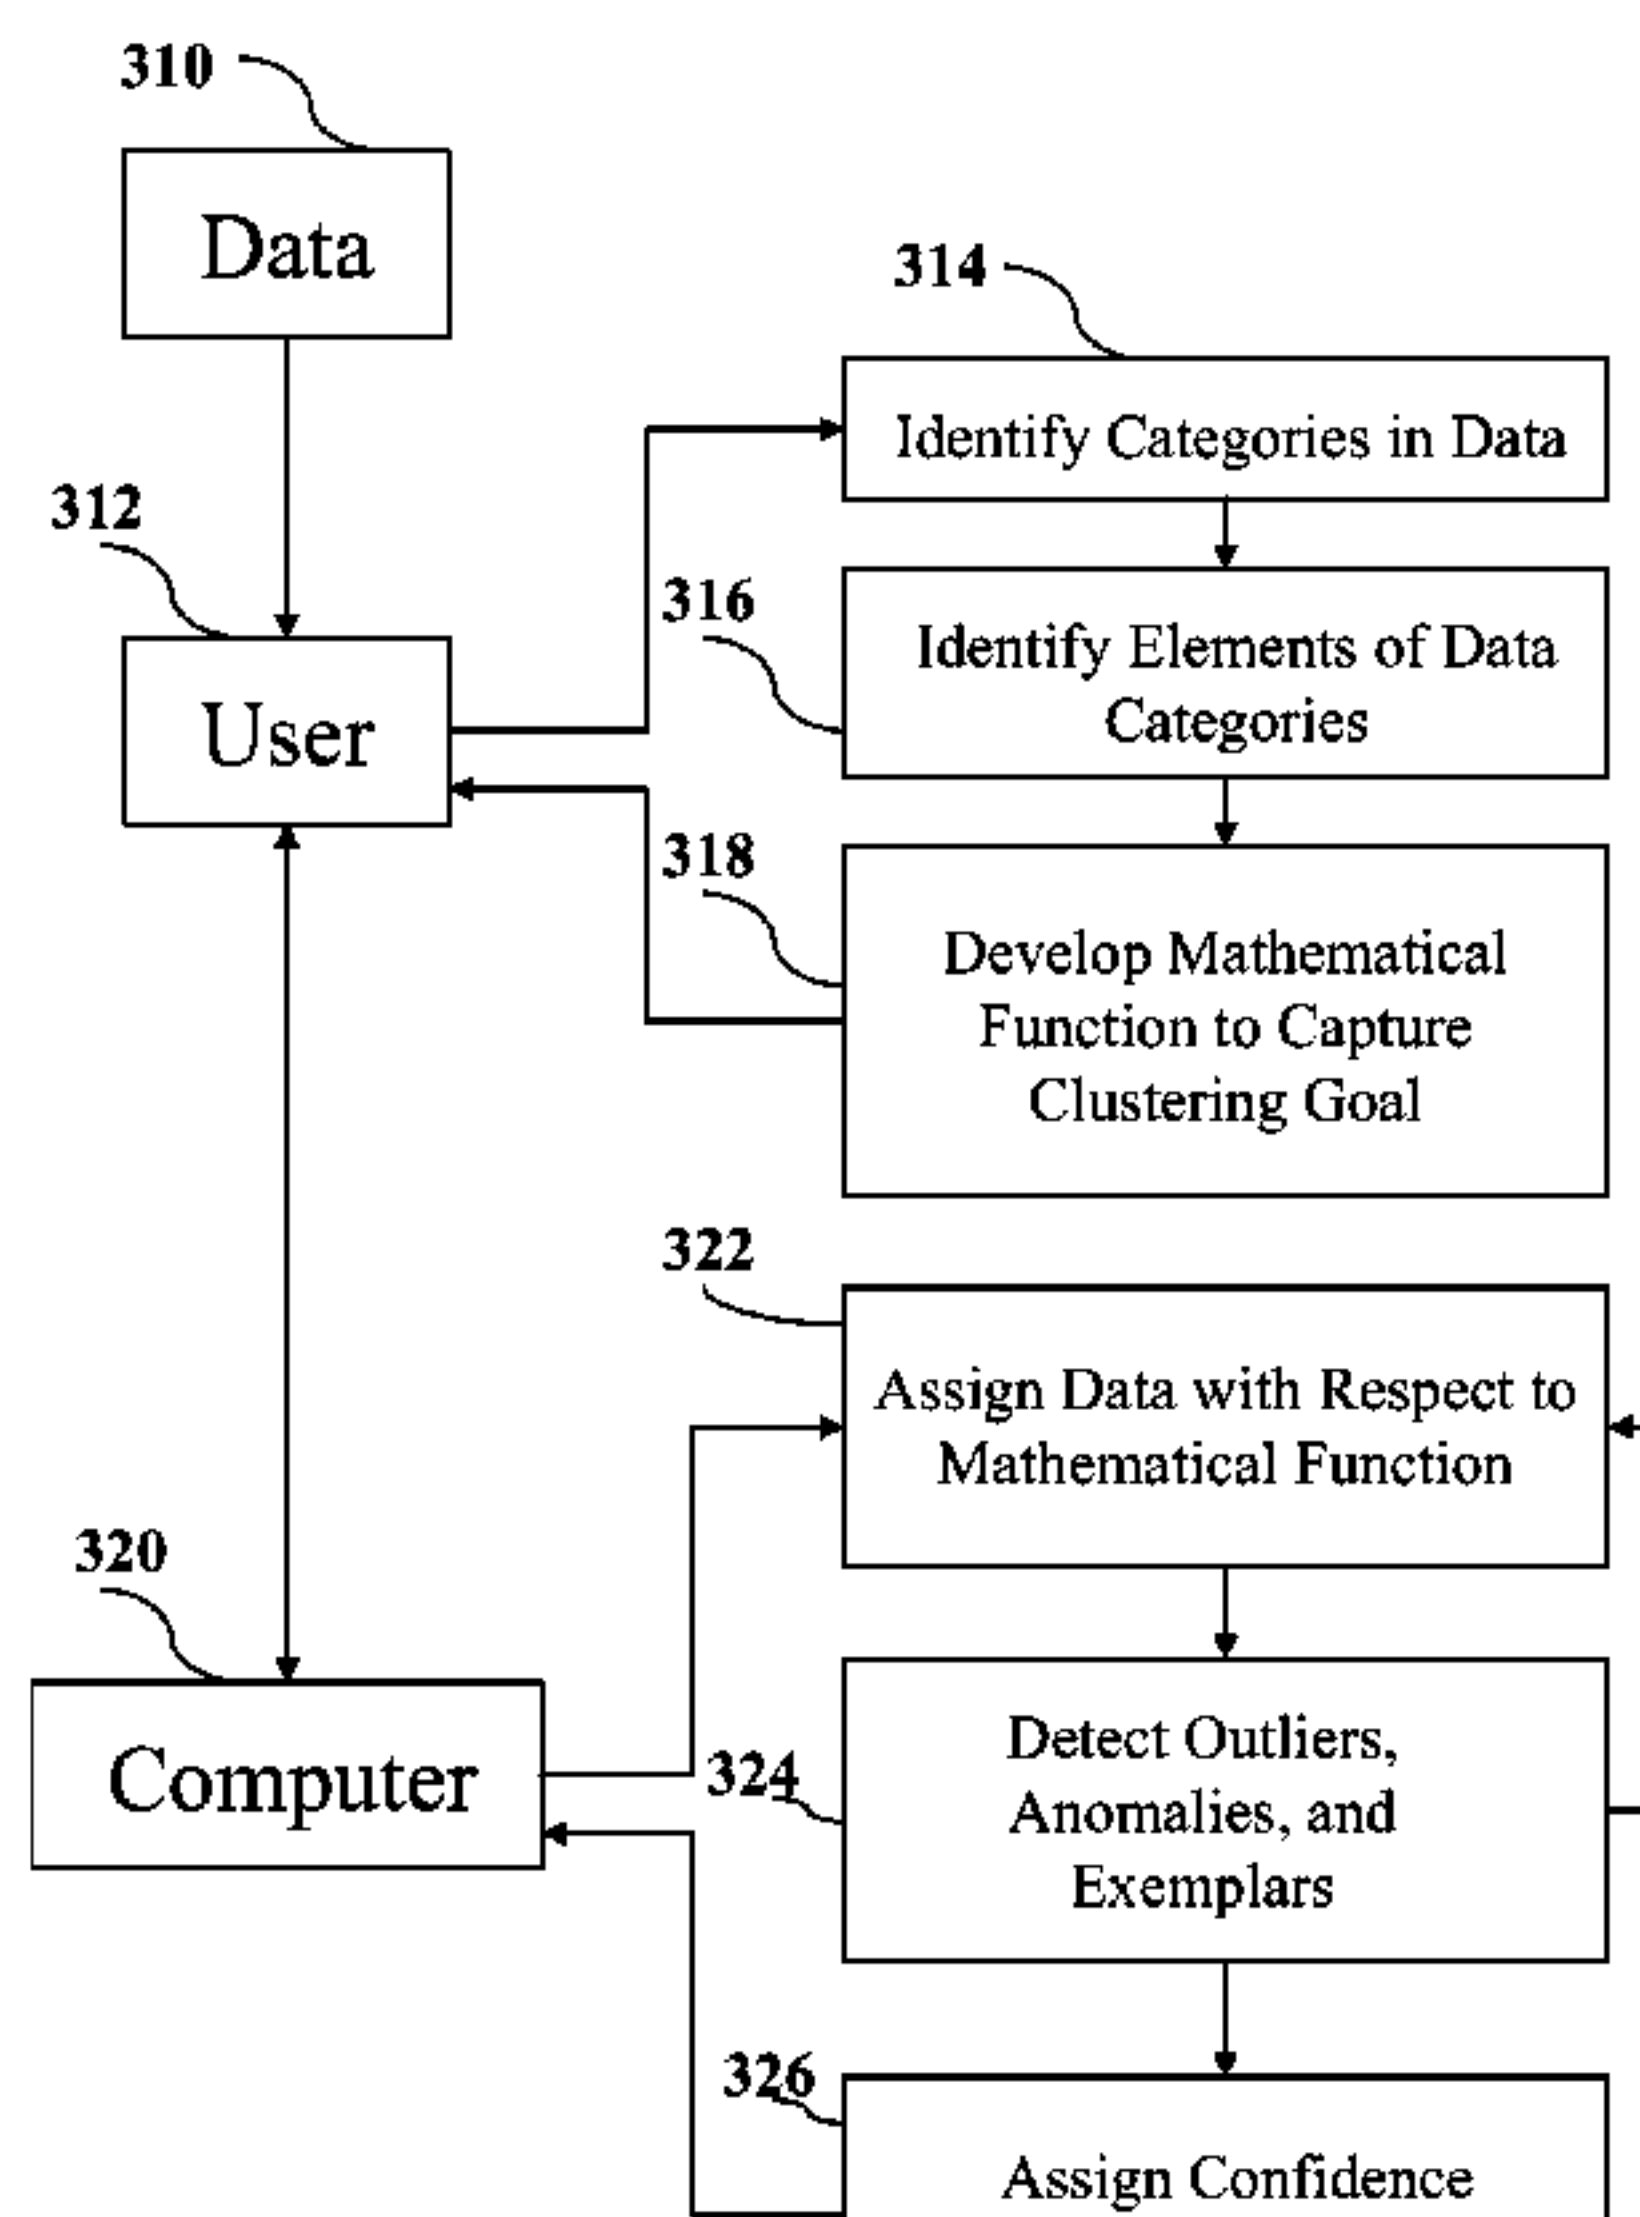 310
Data
314
Identify Categories in Data
312
316
Identify Elements of Data
Categories
User
318
Develop Mathematical
Function to Capture
Clustering Goal
322
Assign Data with Respect to
Mathematical Function
320
Computer
324
Detect Outliers,
Anomalies, and
Exemplars
326
Assign Confidence